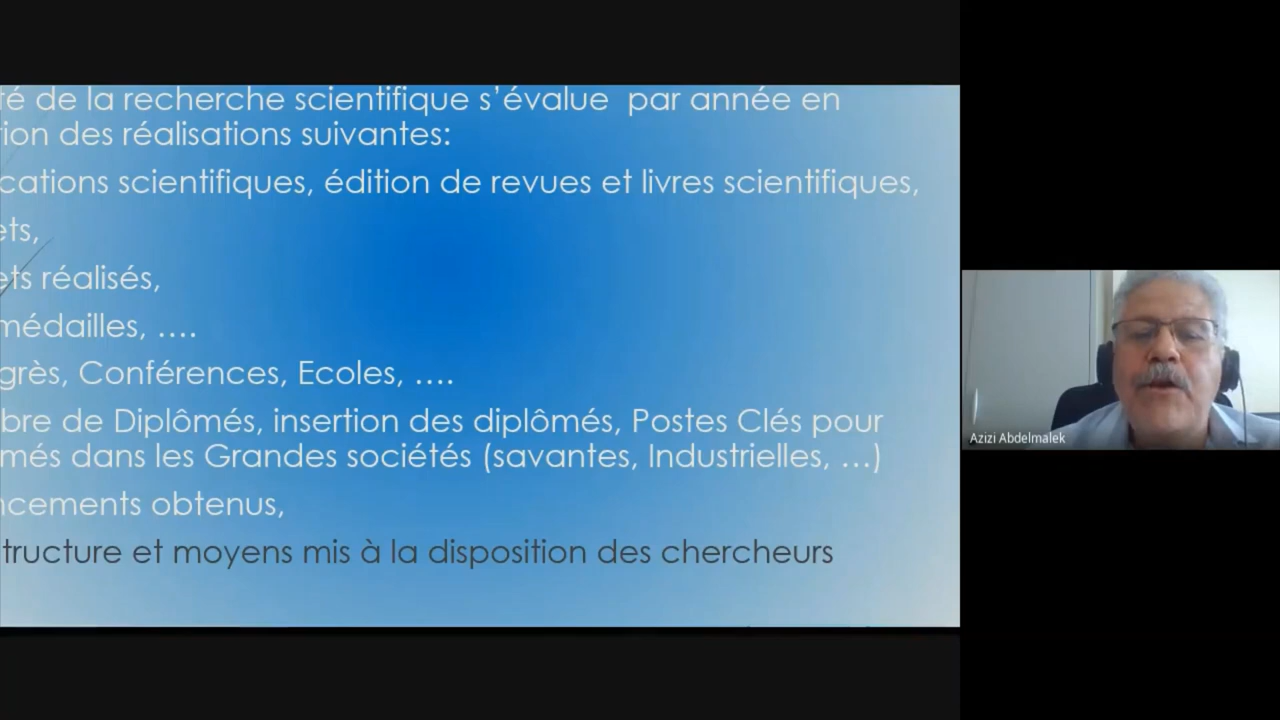 té de la recherche scientifique s’évalue par année en
tion des réalisations suivantes:
cations scientifiques, édition de revues et livres scientifiques,
ets,
ets réalisés,
médailles, ....
grès, Conférences, Ecoles, ....
bre de Diplômés, insertion des diplômés, Postes Clés pour
més dans les Grandes sociétés (savantes, Industrielles, ...)
ncements obtenus,
tructure et moyens mis à la disposition des chercheurs
Azizi Abdelmalek